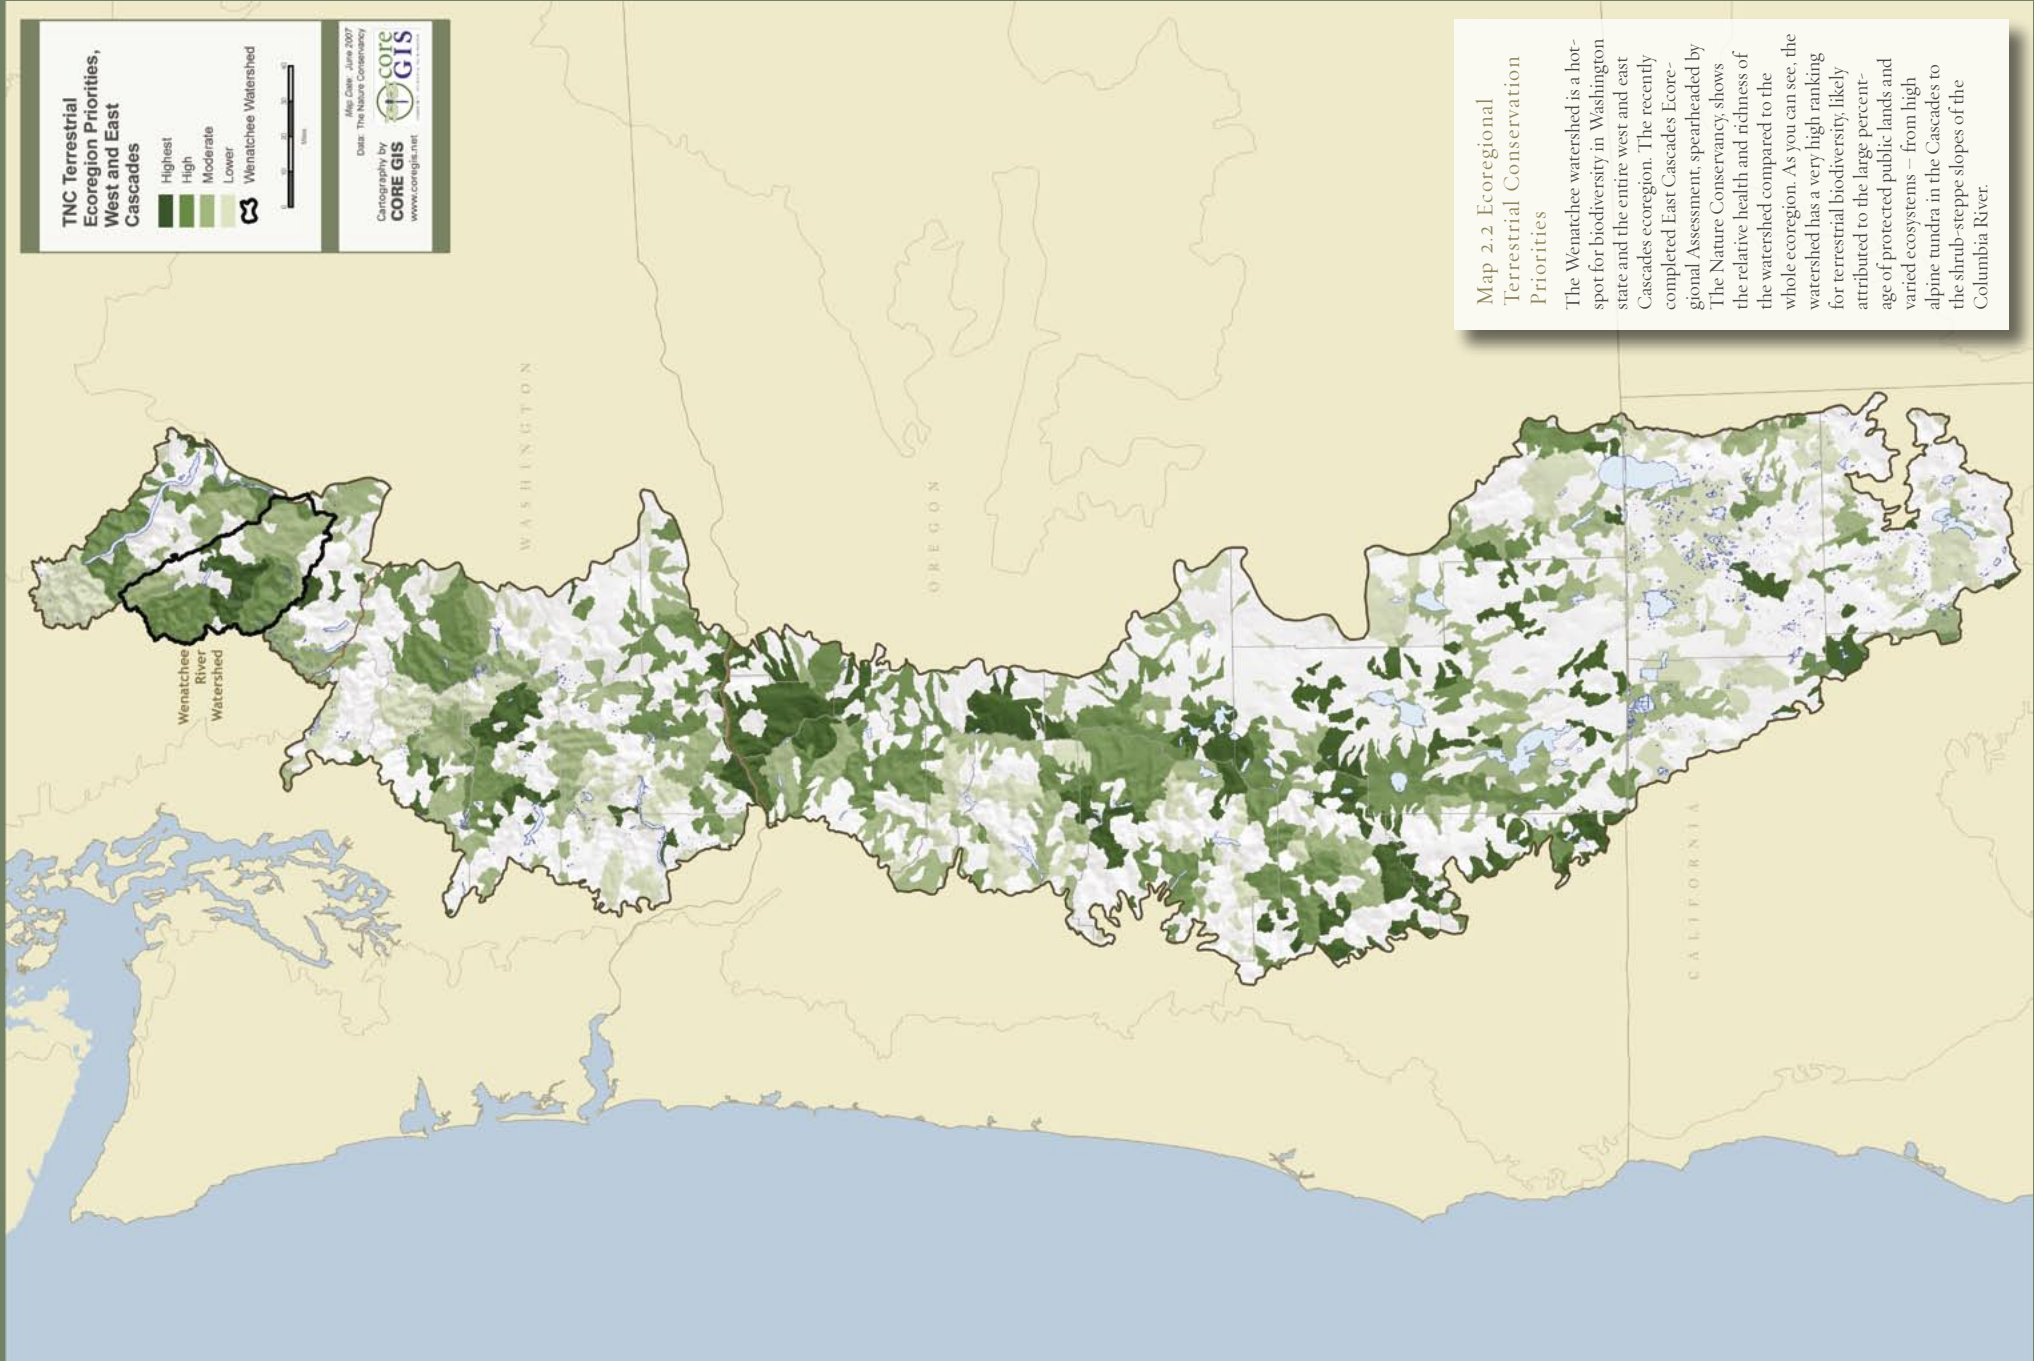 TNC Terrestrial
Ecoregion Priorities,
West and East
Cascades
Highest
High
Moderate
Lower
Wenatchee Watershed
0 10 20 30 40
Miles
Map Date: June 2007
Data: The Nature Conservancy
Cartography by
CORE GIS
www.coregis.net
core
GIS
Wenatchee
River
Watershed
WASHINGTON
OREGON
CALIFORNIA
Map 2.2 Ecoregional
Terrestrial Conservation
Priorities
The Wenatchee watershed is a hot-
spot for biodiversity in Washington
state and the entire west and east
Cascades ecoregion. The recently
completed East Cascades Ecore-
gional Assessment, spearheaded by
The Nature Conservancy, shows
the relative health and richness of
the watershed compared to the
whole ecoregion. As you can see, the
watershed has a very high ranking
for terrestrial biodiversity, likely
attributed to the large percent-
age of protected public lands and
varied ecosystems – from high
alpine tundra in the Cascades to
the shrub-steppe slopes of the
Columbia River.